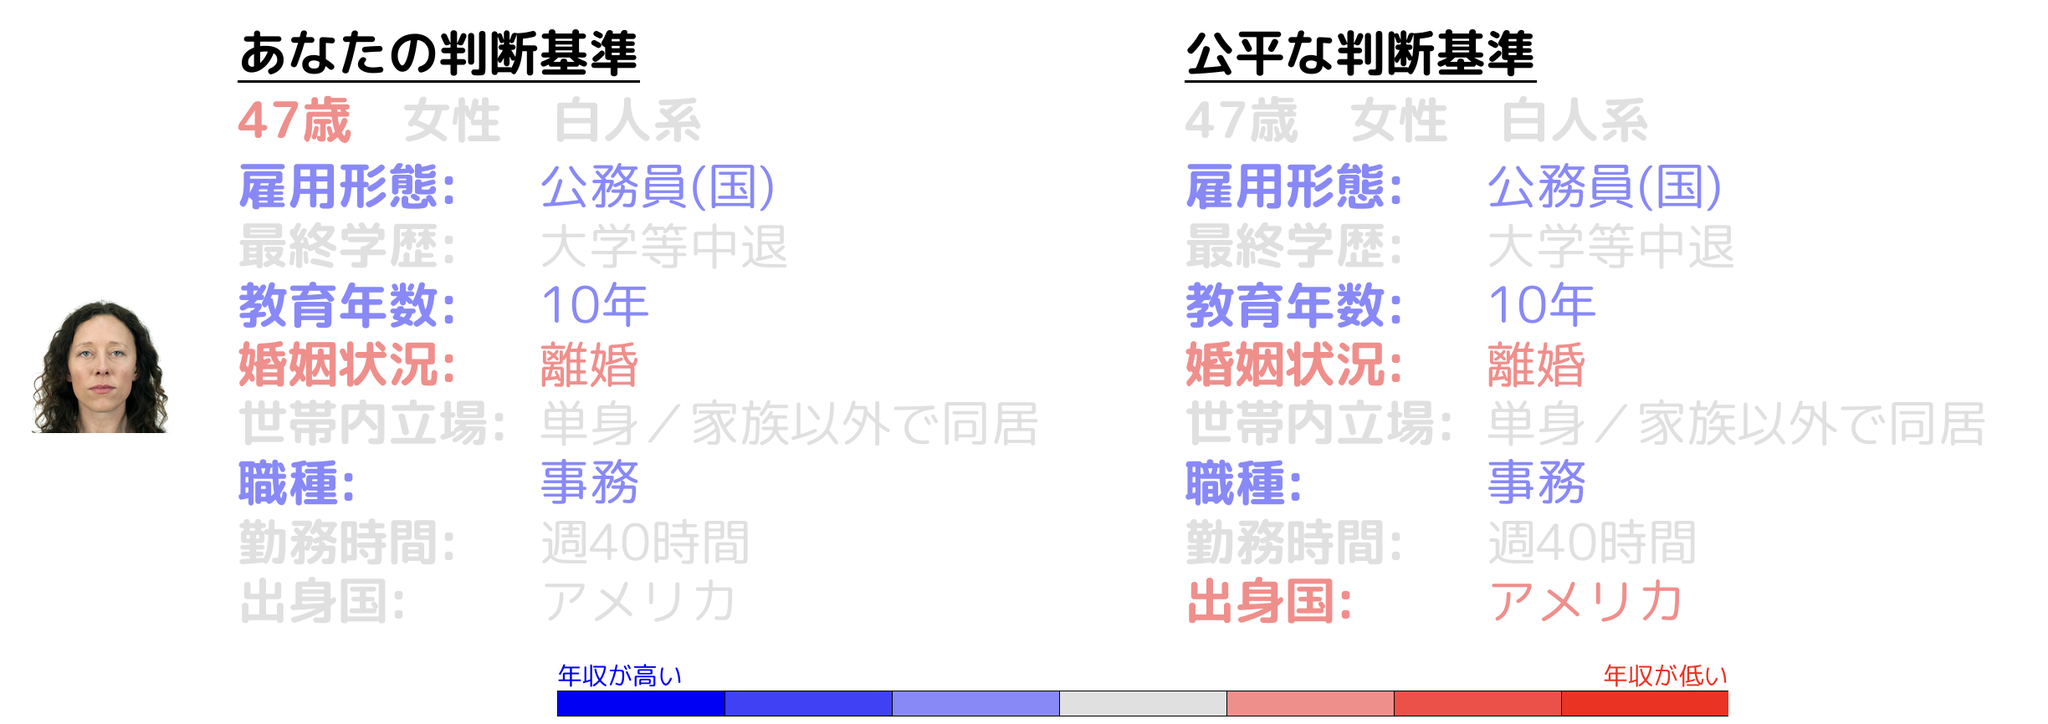 あなたの判断基準
47歳 女性 白人系
雇用形態: 公務員(国)
最終学歴: 大学等中退
教育年数: 10年
婚姻状況: 離婚
世帯内立場: 単身／家族以外で同居
職種: 事務
勤務時間: 週40時間
出身国: アメリカ
公平な判断基準
47歳 女性 白人系
雇用形態: 公務員(国)
最終学歴: 大学等中退
教育年数: 10年
婚姻状況: 離婚
世帯内立場: 単身／家族以外で同居
職種: 事務
勤務時間: 週40時間
出身国: アメリカ
年収が高い
年収が低い